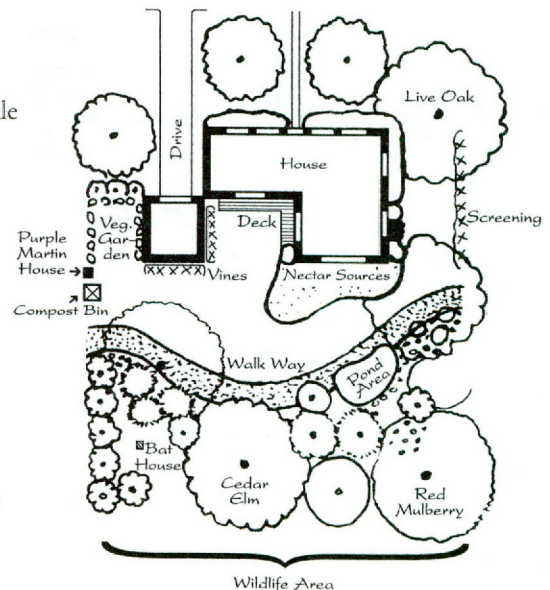 le
Live Oak
Drive
House
Screening
Deck
Veg.
Gar-
den
Purple
Martin
House
Vines
Nectar Sources
Compost Bin
Walk Way
Pond
Area
Bat
House
Cedar
Elm
Red
Mulberry
Wildlife Area